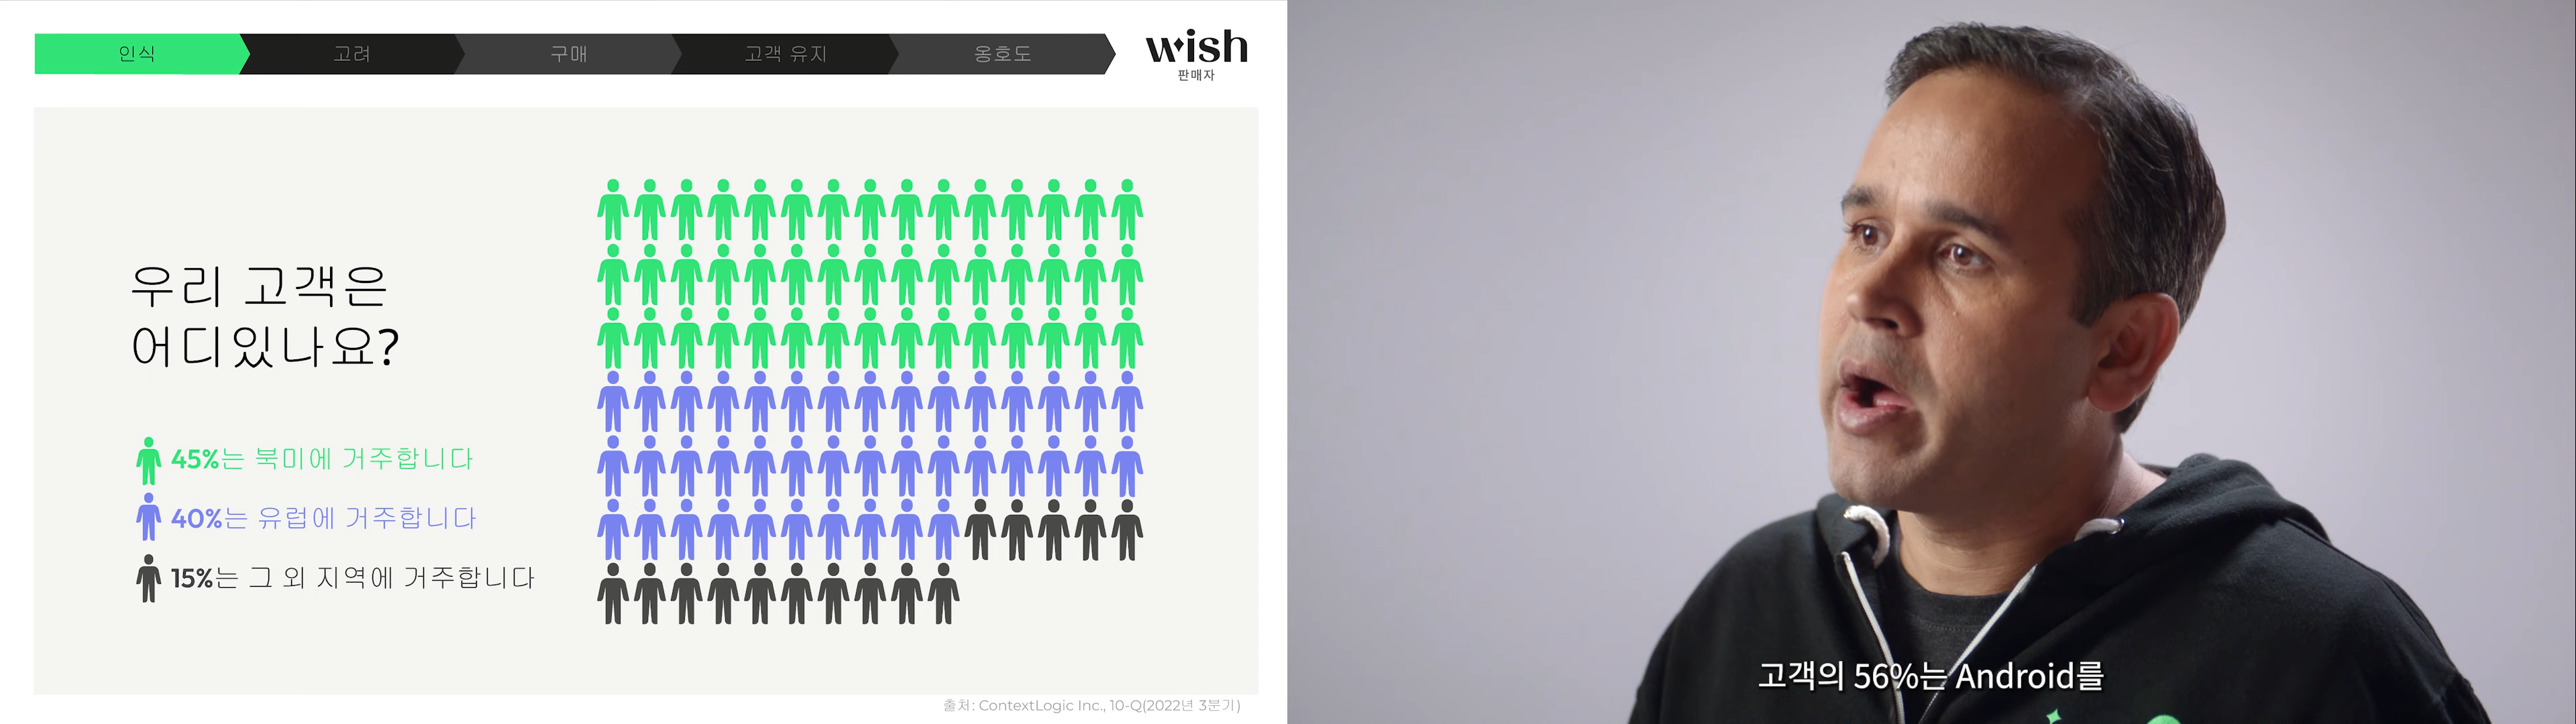 인식
고려
구매
고객 유지
옹호도
wish
판매자
우리 고객은
어디있나요?
45%는 북미에 거주합니다
40%는 유럽에 거주합니다
15%는 그 외 지역에 거주합니다
출처: ContextLogic Inc., 10-Q(2022년 3분기)
고객의 56%는 Android를